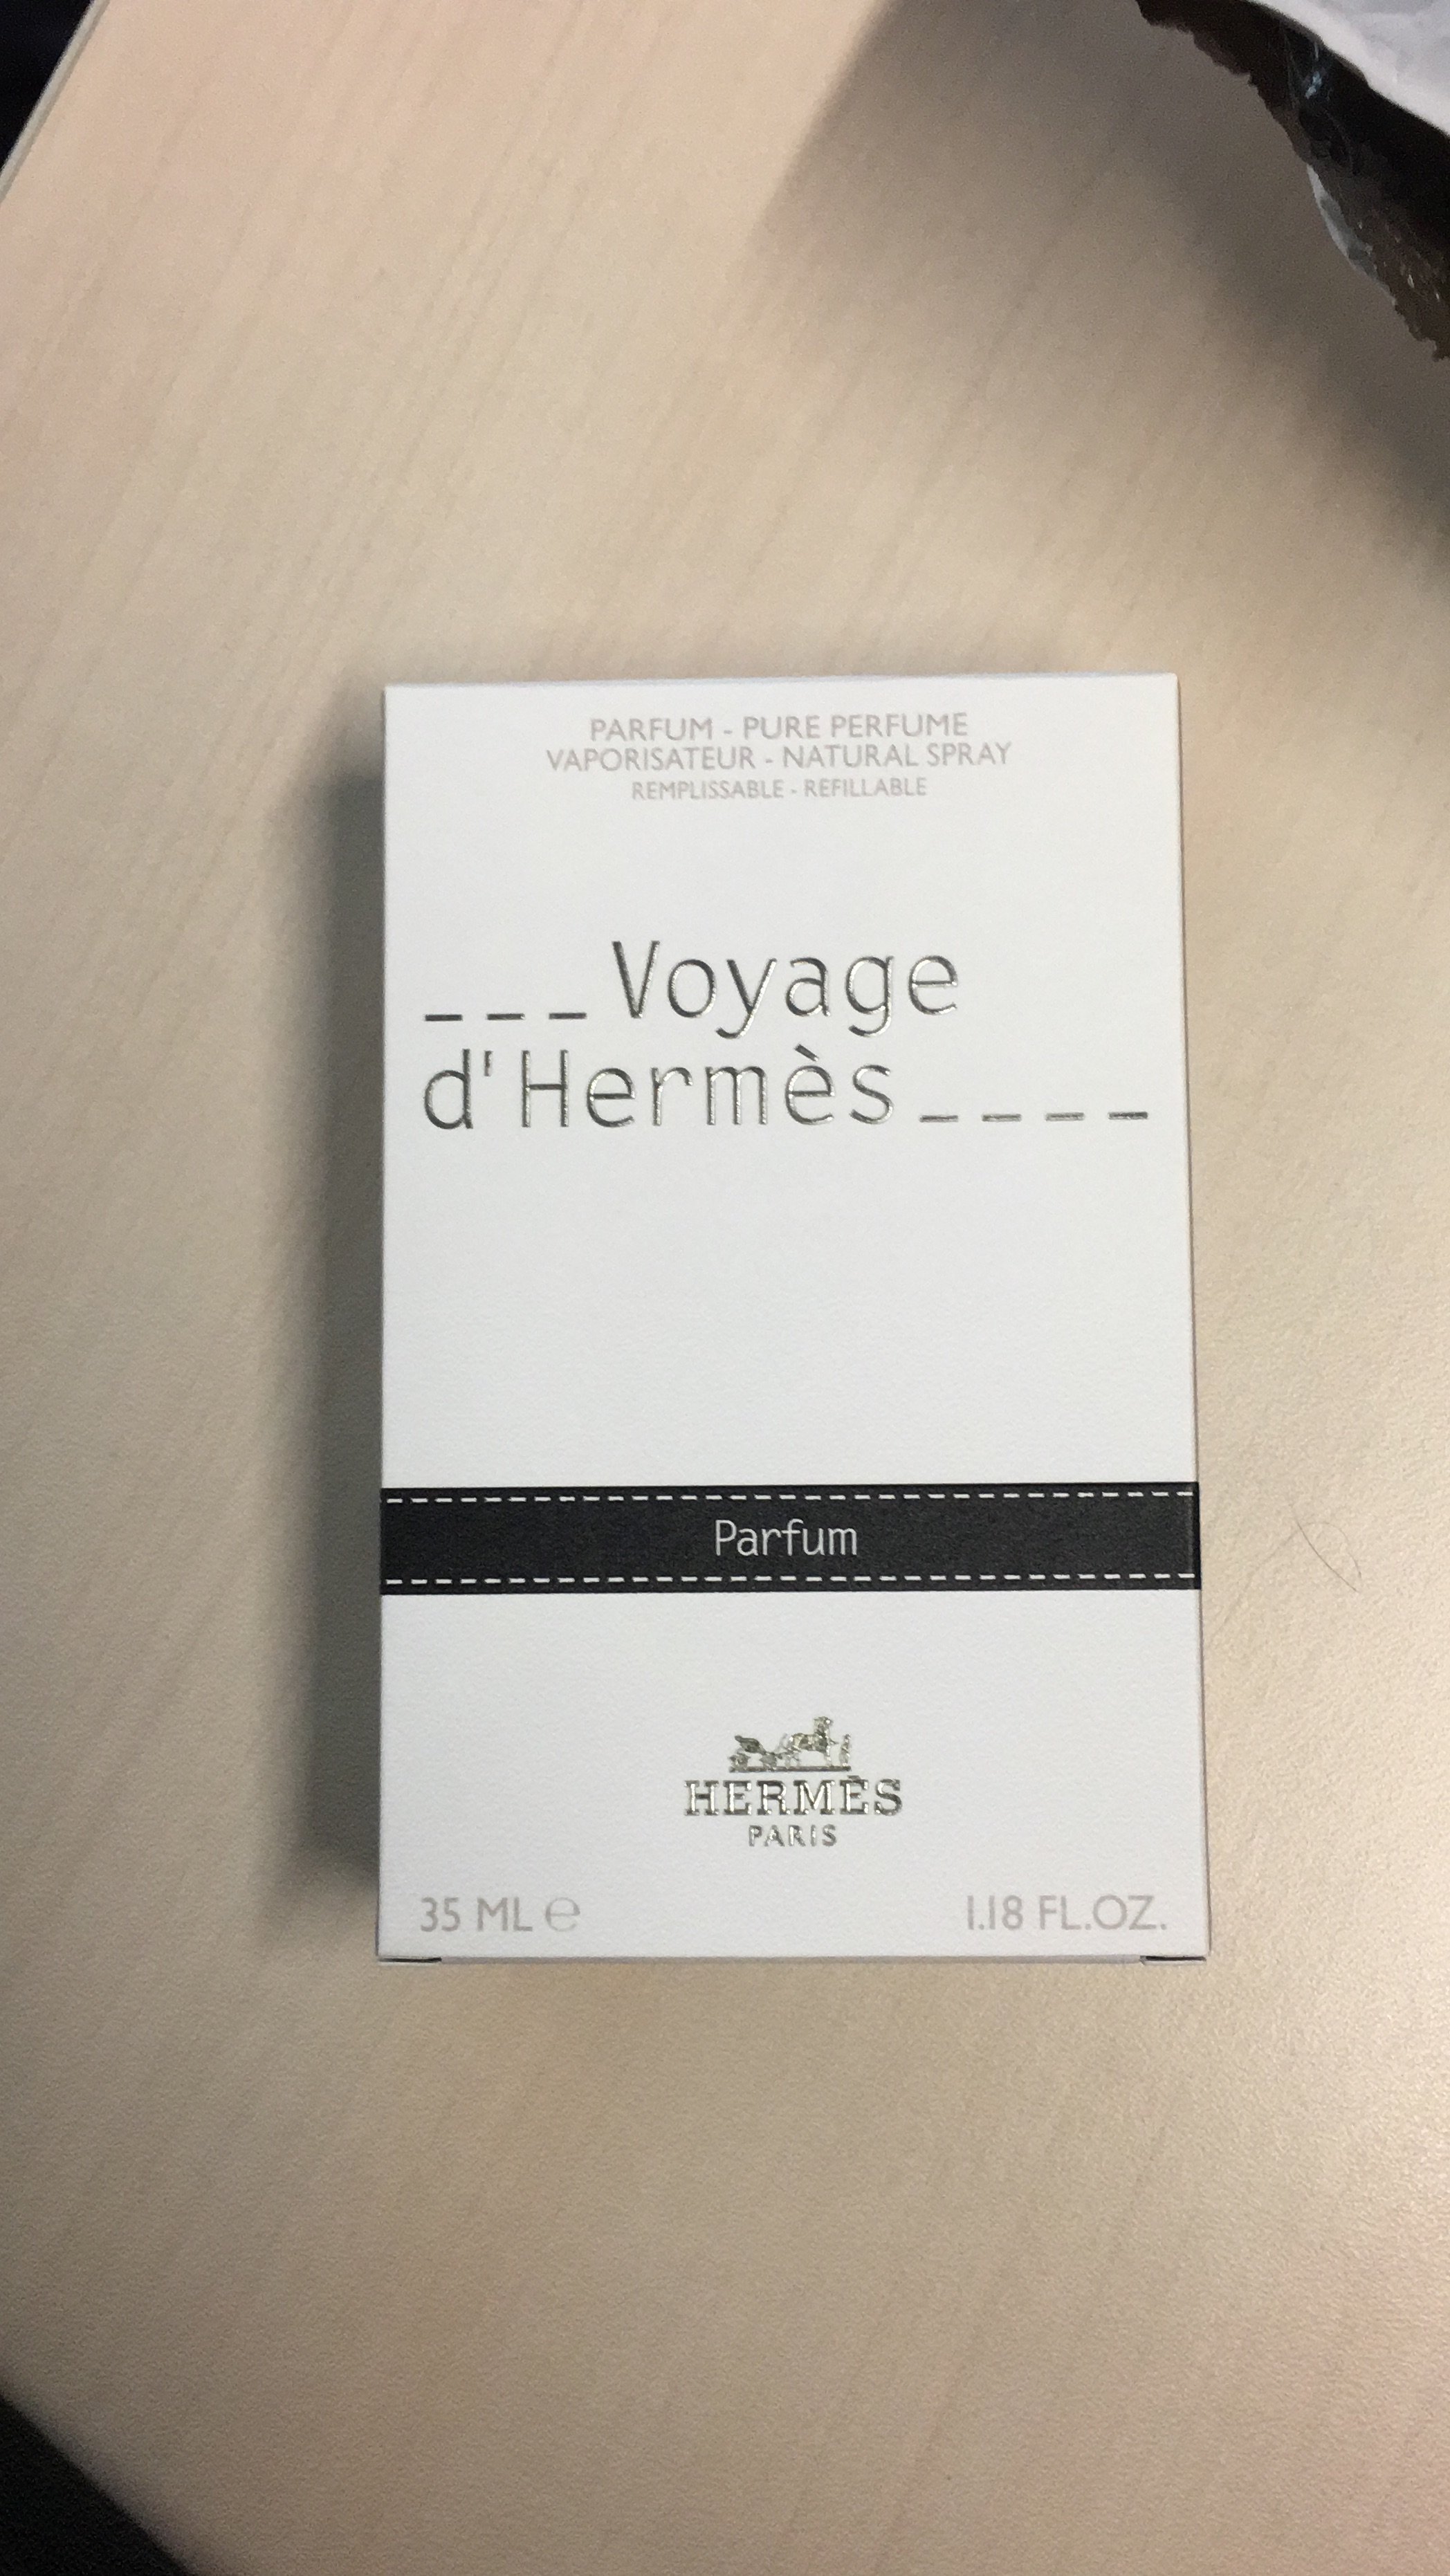 PARFUM - PURE PERFUME
VAPORISATEUR - NATURAL SPRAY
REMPLISSABLE - REFILLABLE
___Voyage
d'Hermès____
Parfum
HERMÈS
PARIS
35 ML ℮
1.18 FL.OZ.